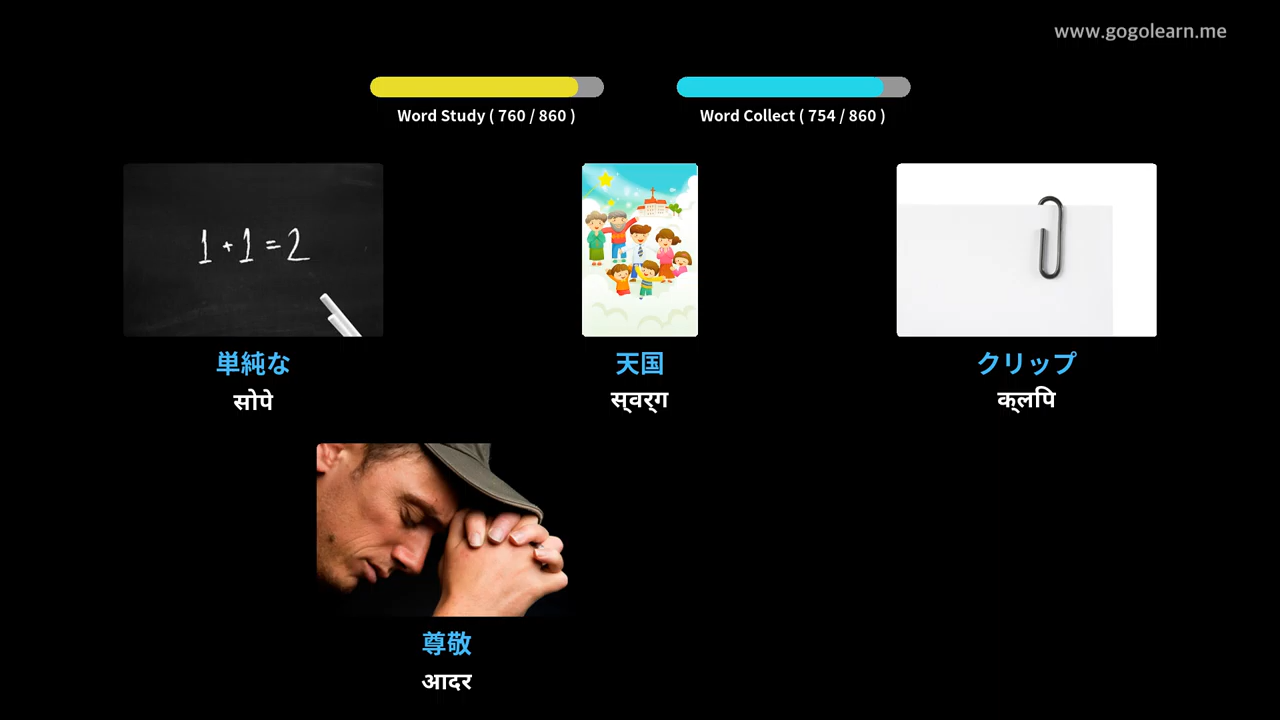 www.gogolearn.me
Word Study ( 760 / 860 )
Word Collect ( 754 / 860 )
1 + 1 = 2
単純な
सोपे
天国
स्‌वर्‌ग
クリップ
क्‌लिप
尊敬
आदर